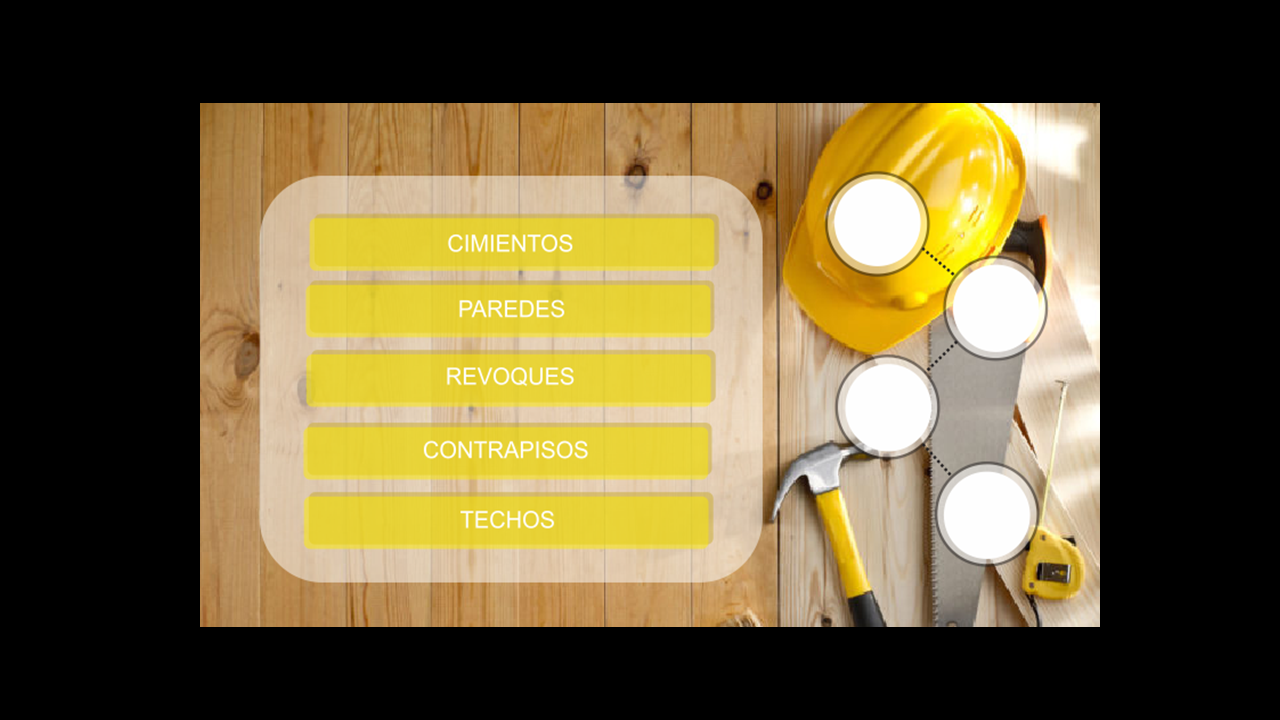 CIMIENTOS
PAREDES
REVOQUES
CONTRAPISOS
TECHOS